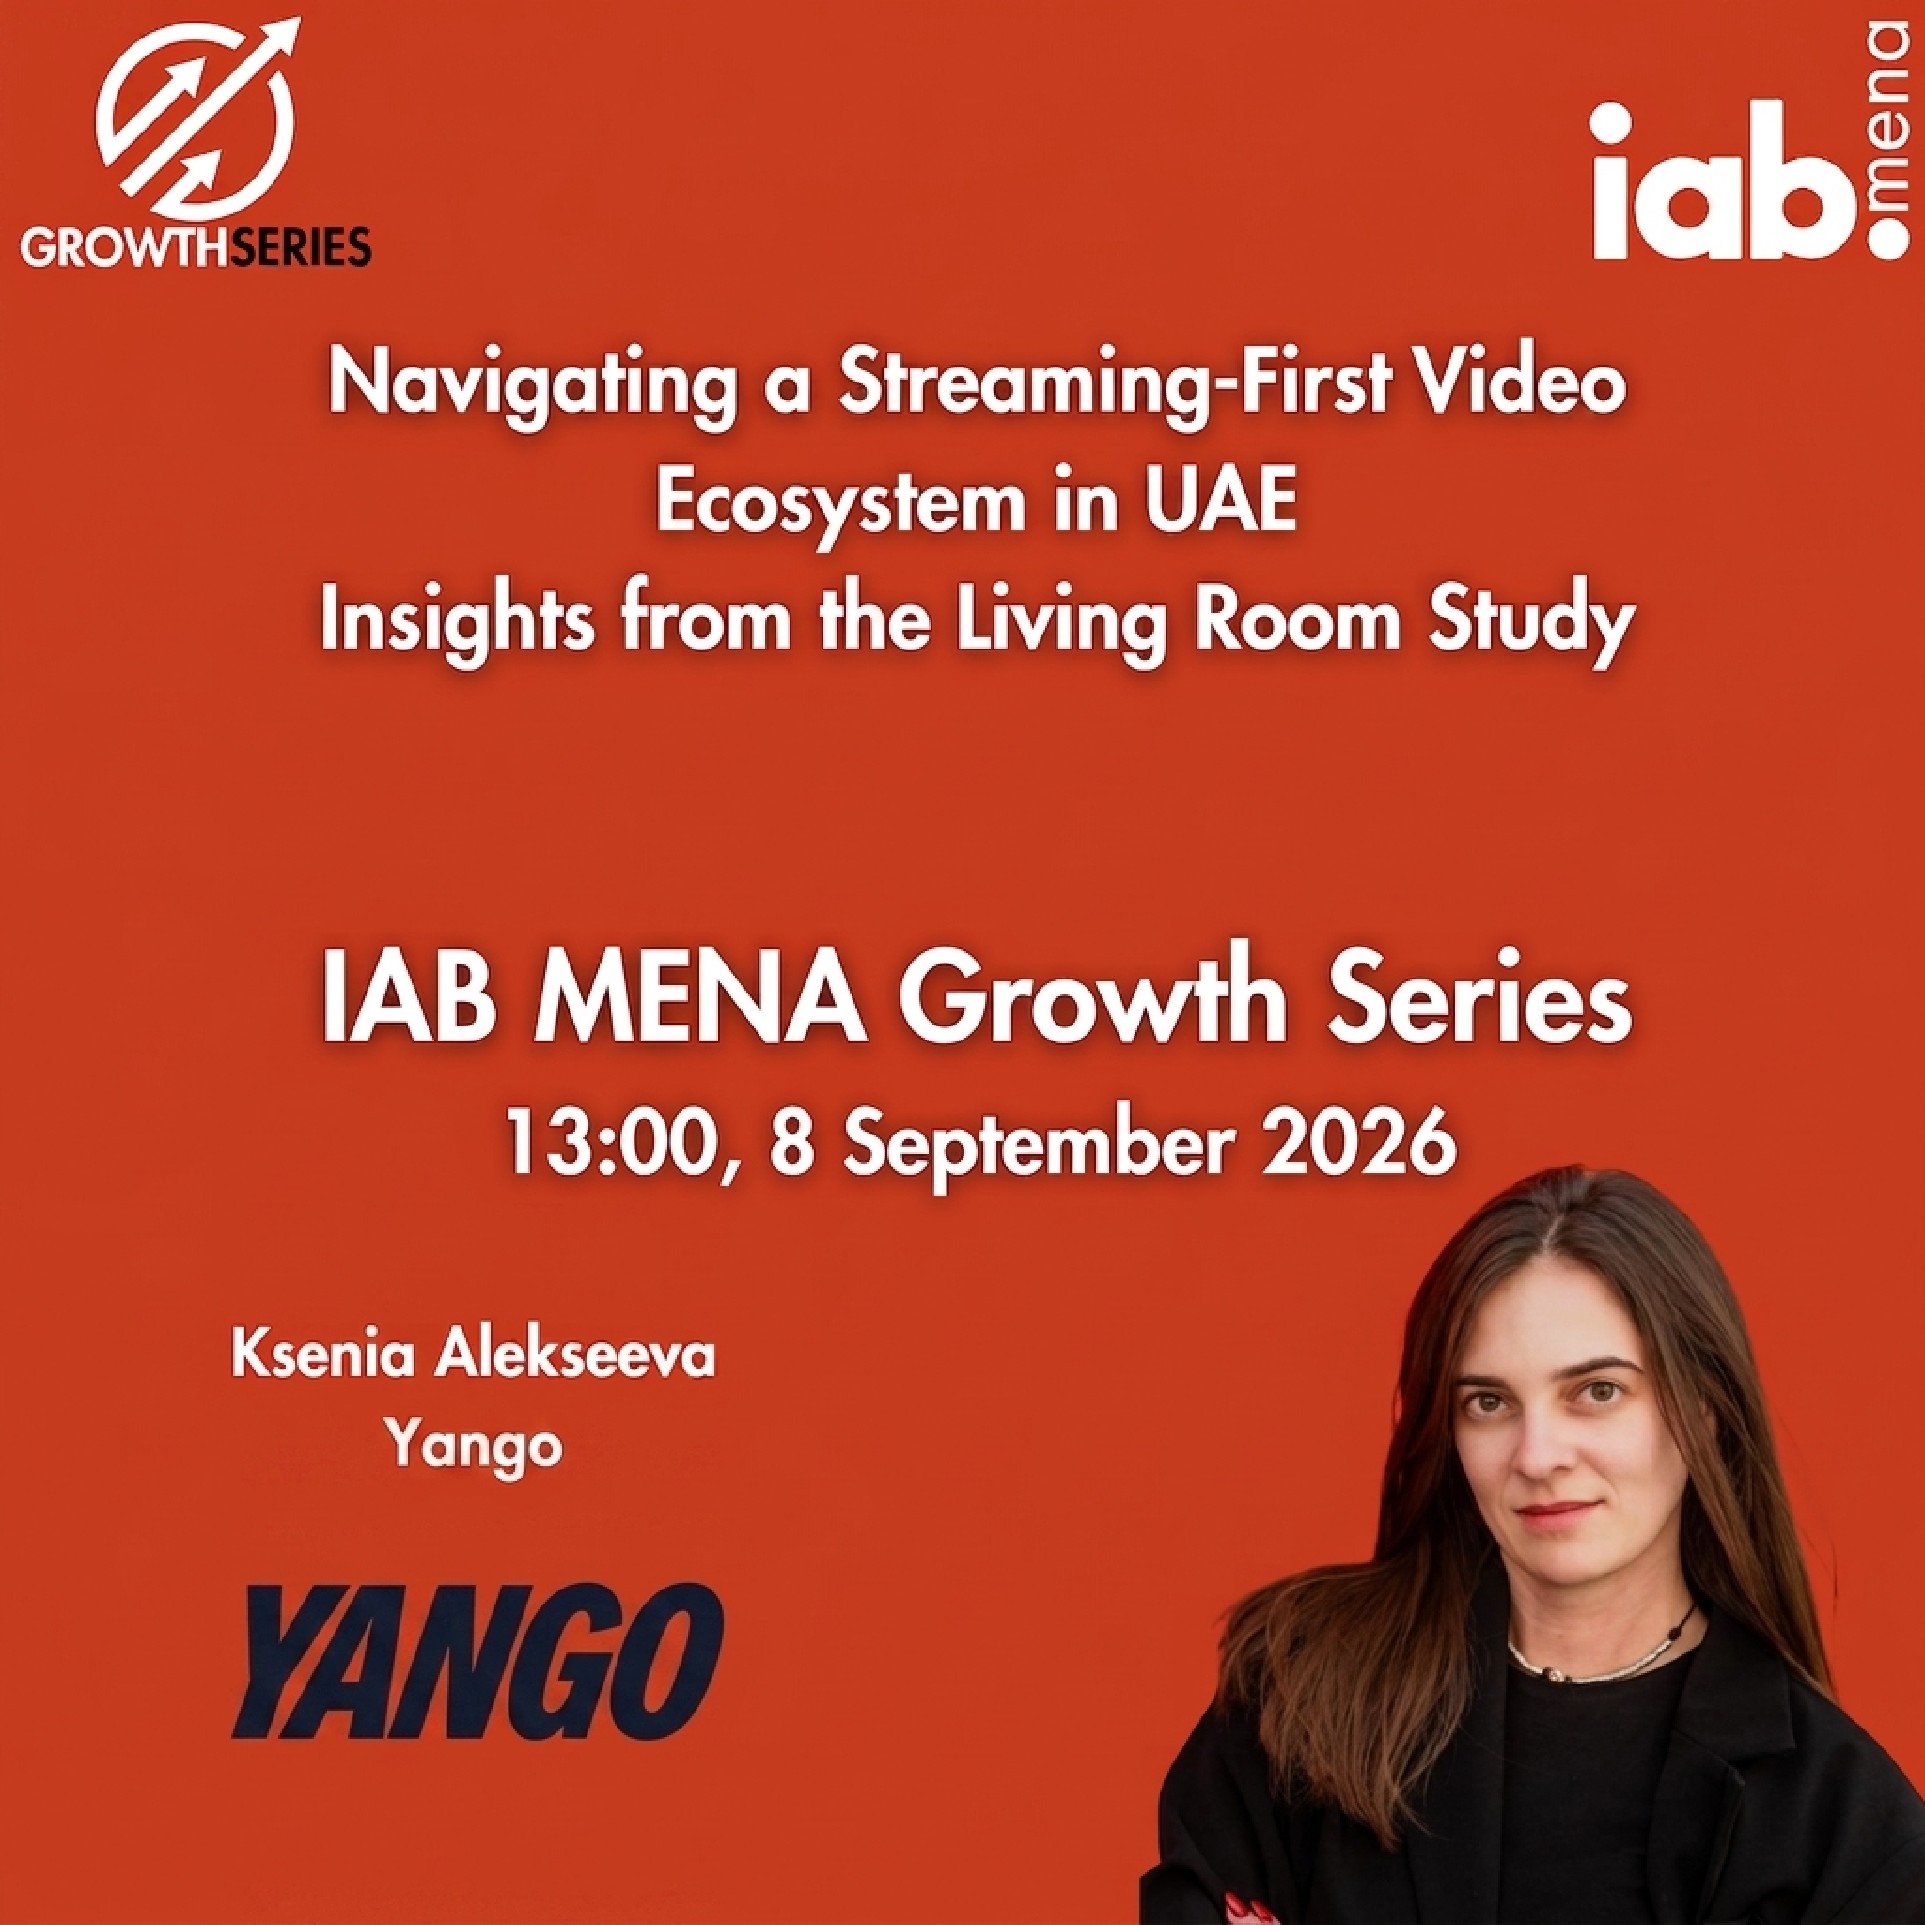 GROWTHSERIES
iab.mena
Navigating a Streaming-First Video
Ecosystem in UAE
Insights from the Living Room Study
IAB MENA Growth Series
13:00, 8 September 2026
Ksenia Alekseeva
Yango
YANGO